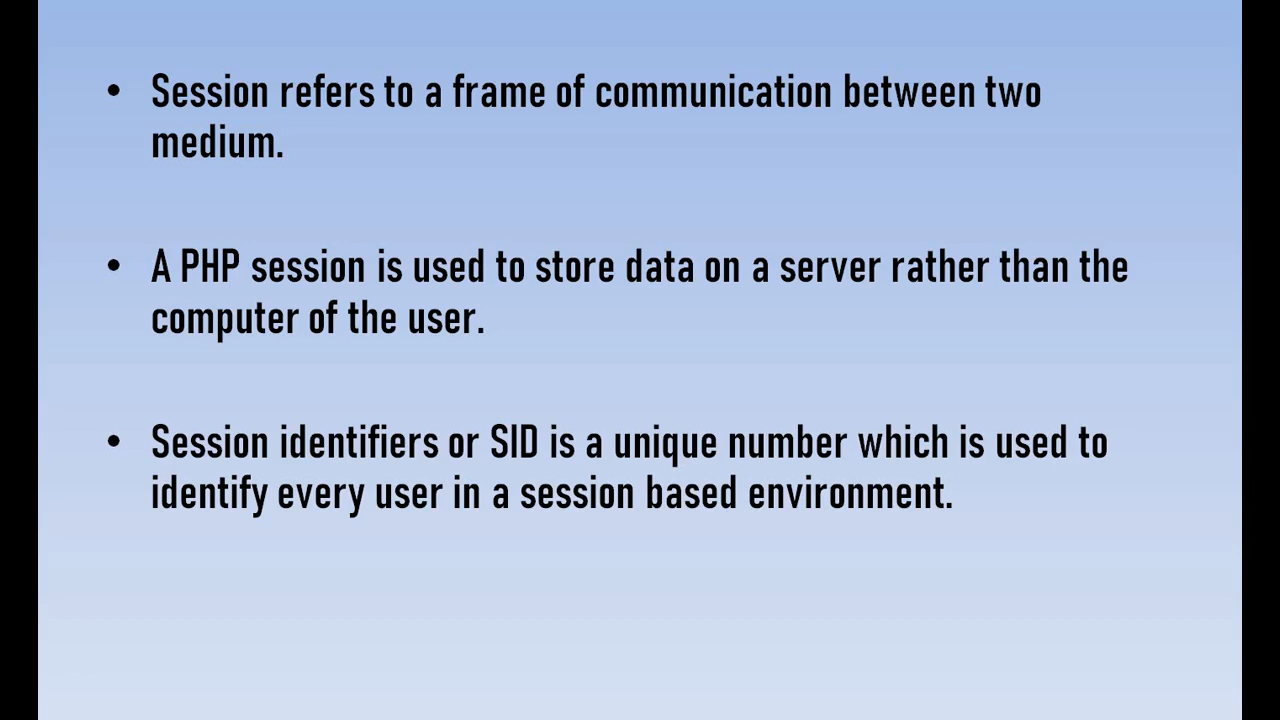 • Session refers to a frame of communication between two
medium.
• A PHP session is used to store data on a server rather than the
computer of the user.
• Session identifiers or SID is a unique number which is used to
identify every user in a session based environment.